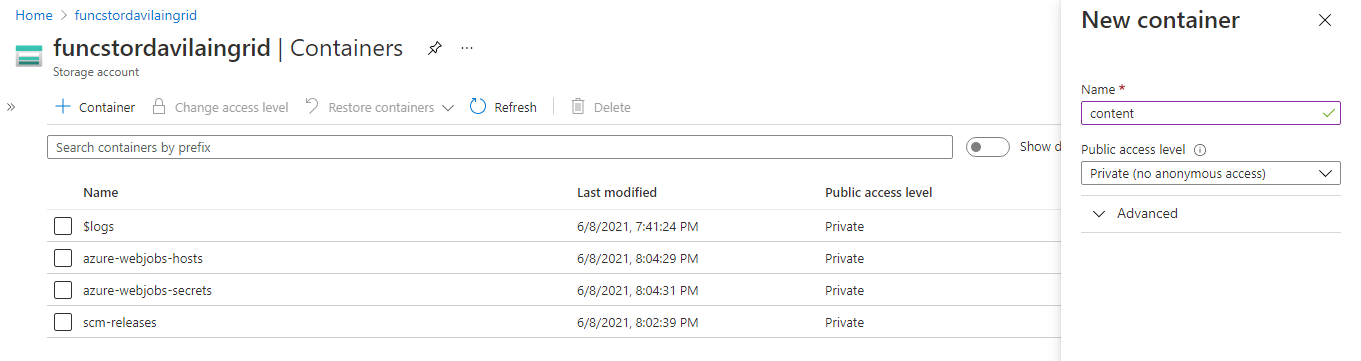 Home > funcstordavilaingrid
funcstordavilaingrid | Containers ...
Storage account
» + Container Change access level Restore containers Refresh Delete
Search containers by prefix Show d
Name Last modified Public access level
$logs 6/8/2021, 7:41:24 PM Private
azure-webjobs-hosts 6/8/2021, 8:04:29 PM Private
azure-webjobs-secrets 6/8/2021, 8:04:31 PM Private
scm-releases 6/8/2021, 8:02:39 PM Private
New container
Name *
content
Public access level
Private (no anonymous access)
Advanced